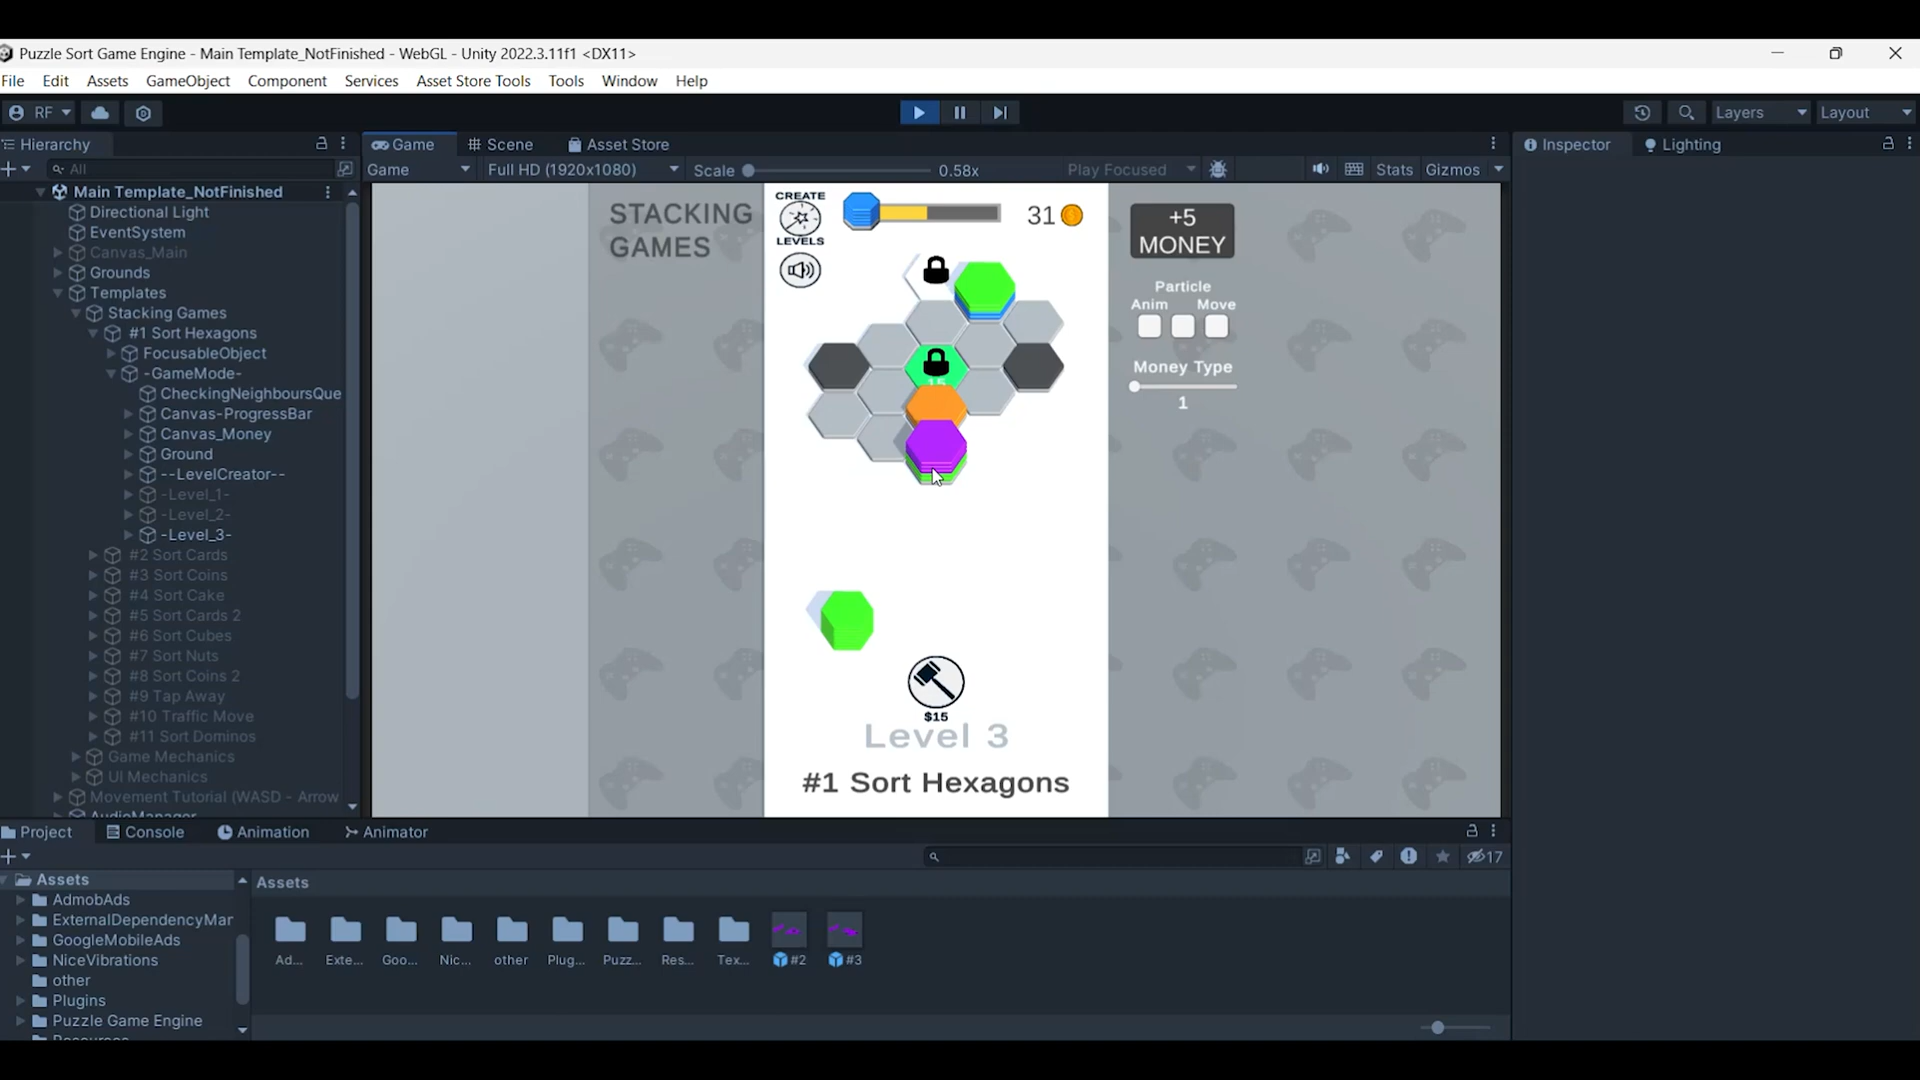 Puzzle Sort Game Engine - Main Template_NotFinished - WebGL - Unity 2022.3.11f1 <DX11>
File Edit Assets GameObject Component Services Asset Store Tools Tools Window Help
RF Layers Layout
Hierarchy Game Scene Asset Store Inspector Lighting
All Game Full HD (1920x1080) Scale 0.58x Play Focused Stats Gizmos
Main Template_NotFinished
Directional Light
EventSystem
Canvas_Main
Grounds
Templates
Stacking Games
#1 Sort Hexagons
FocusableObject
-GameMode-
CheckingNeighboursQue
Canvas-ProgressBar
Canvas_Money
Ground
--LevelCreator--
-Level_1-
-Level_2-
-Level_3-
#2 Sort Cards
#3 Sort Coins
#4 Sort Cake
#5 Sort Cards 2
#6 Sort Cubes
#7 Sort Nuts
#8 Sort Coins 2
#9 Tap Away
#10 Traffic Move
#11 Sort Dominos
Game Mechanics
UI Mechanics
Movement Tutorial (WASD - Arrow
AudioManager
STACKING
GAMES
CREATE
LEVELS
31
+5
MONEY
Particle
Anim Move
Money Type
1
15
$15
Level 3
#1 Sort Hexagons
Project Console Animation Animator
17
Assets
AdmobAds
ExternalDependencyMar
GoogleMobileAds
NiceVibrations
other
Plugins
Puzzle Game Engine
Resources
Assets
Ad... Exte... Goo... Nic... other Plug... Puzz... Res... Tex... #2 #3